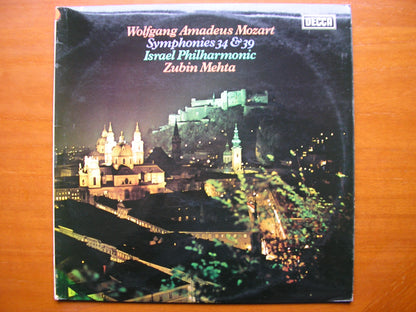 DECCA
Wolfgang Amadeus Mozart
Symphonies 34 & 39
Israel Philharmonic
Zubin Mehta